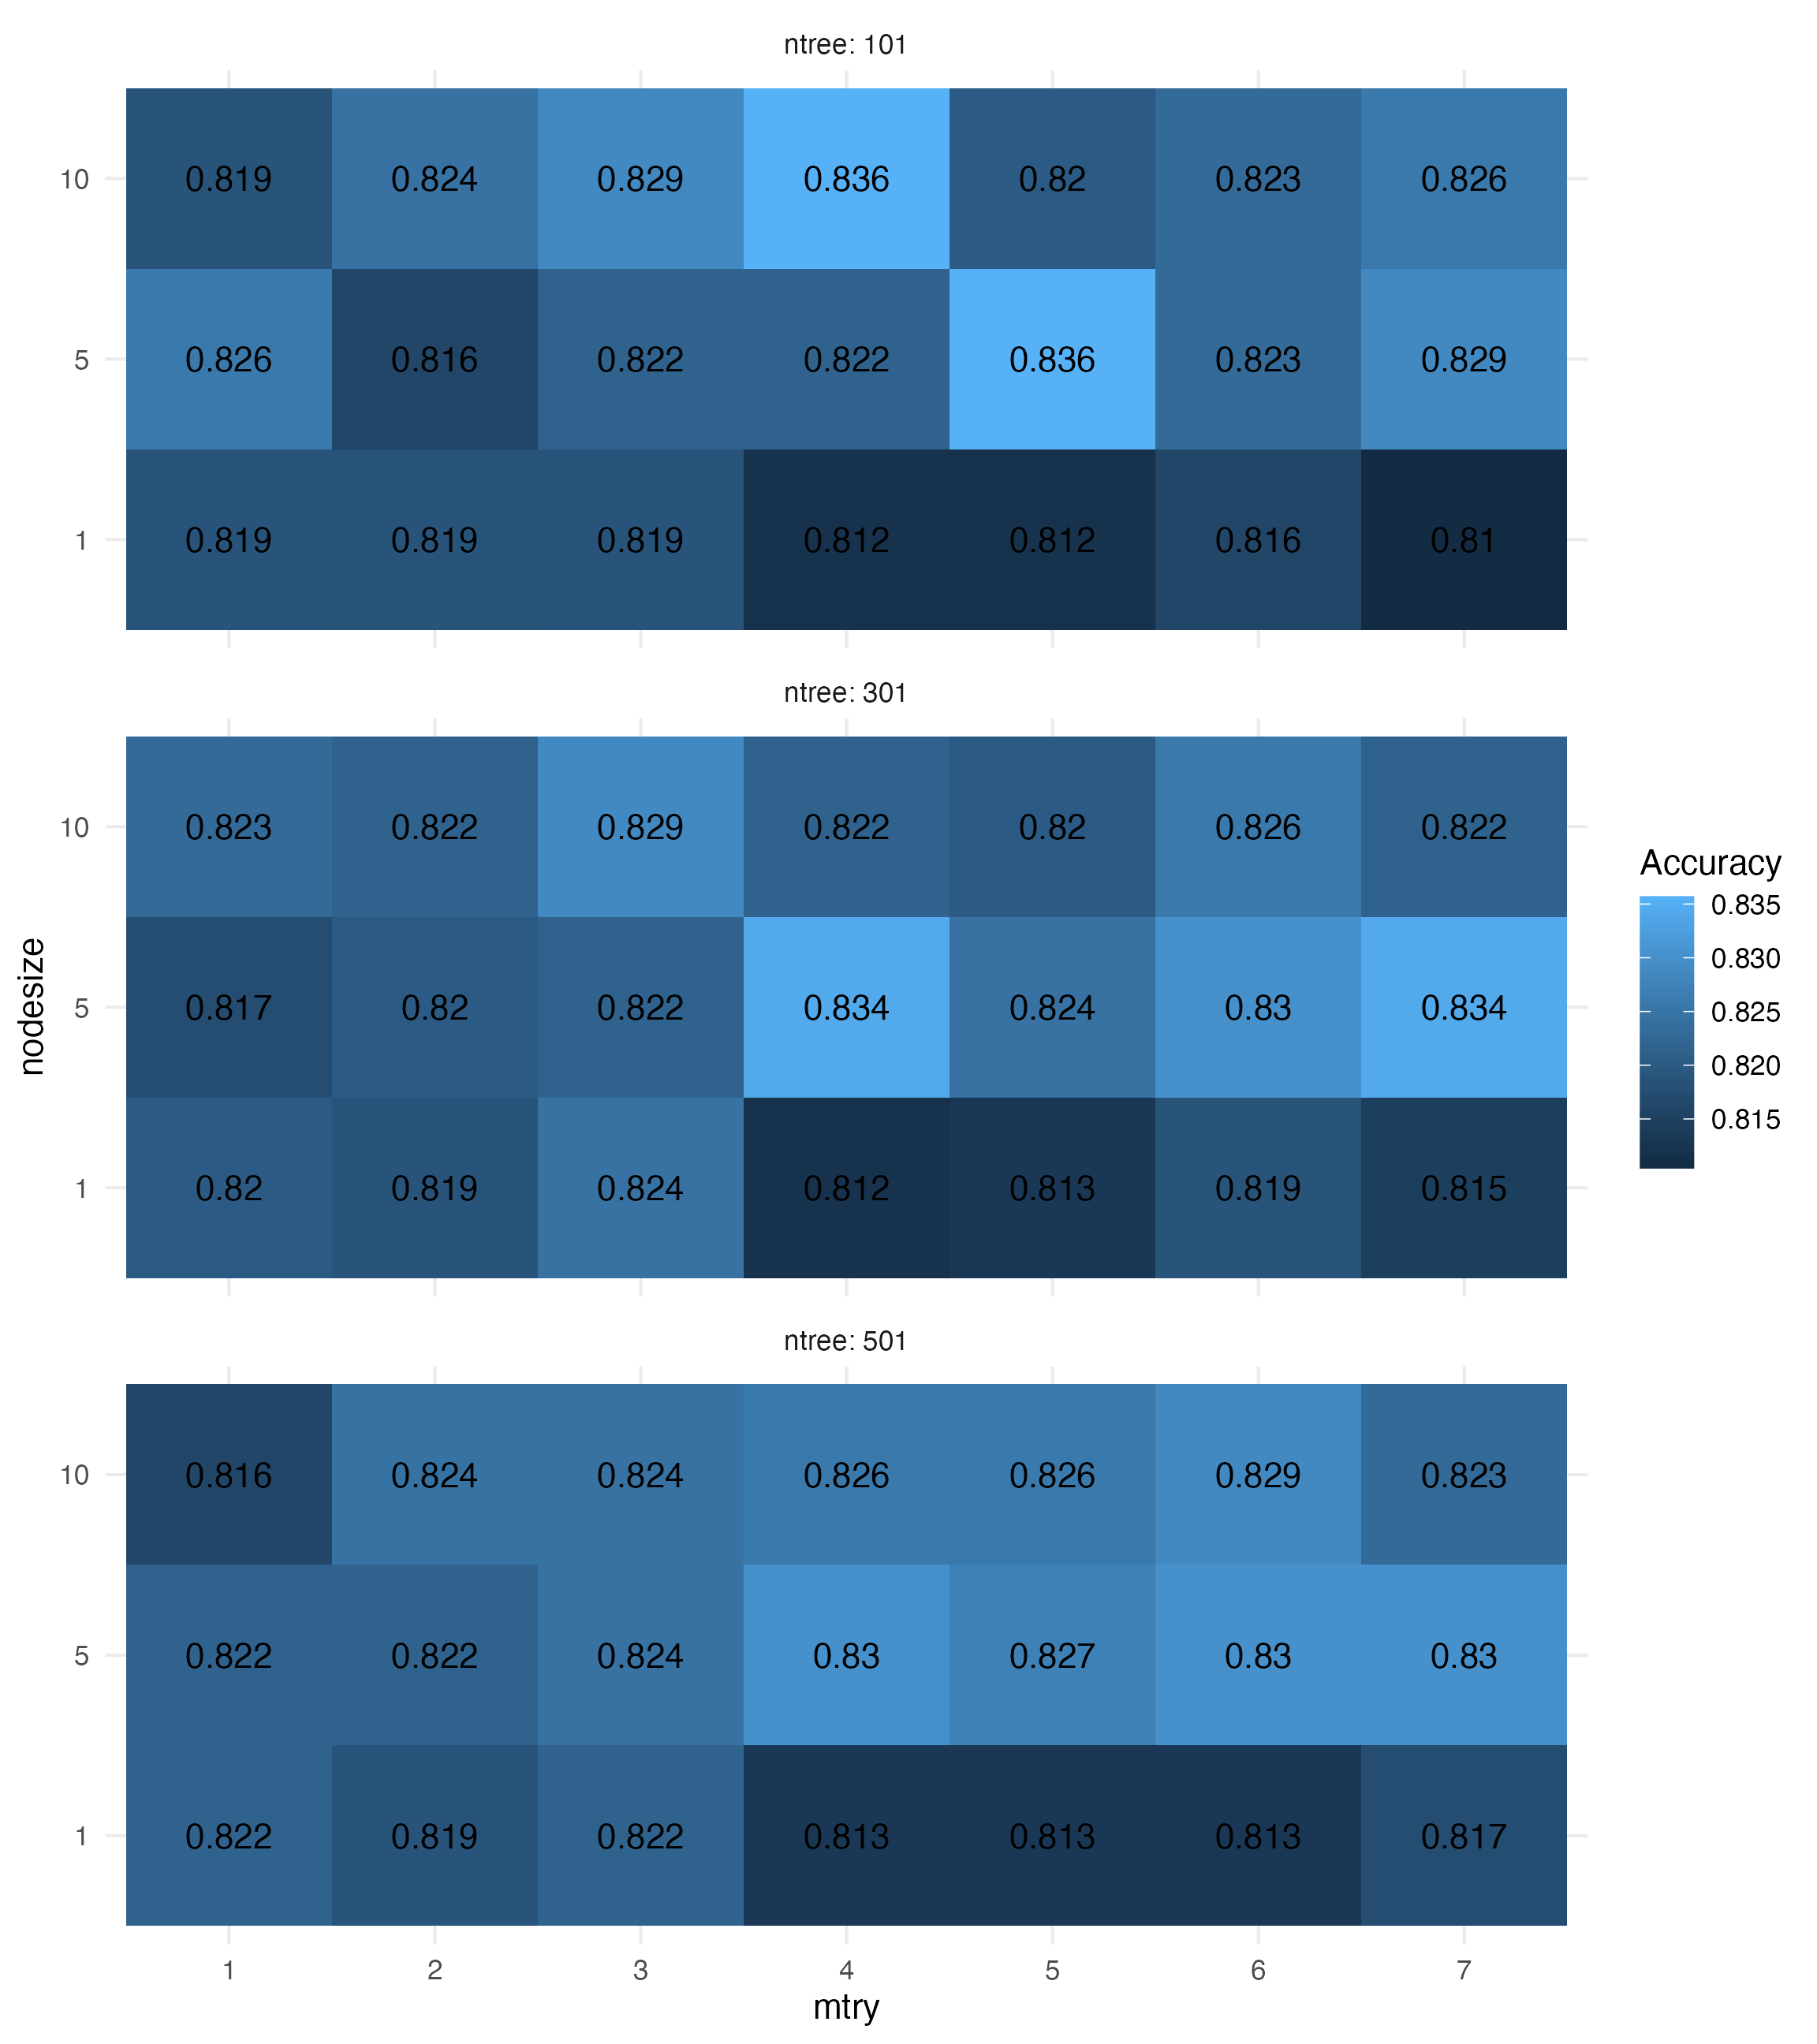 ntree: 101
10 0.819 0.824 0.829 0.836 0.82 0.823 0.826
5 0.826 0.816 0.822 0.822 0.836 0.823 0.829
1 0.819 0.819 0.819 0.812 0.812 0.816 0.81
ntree: 301
10 0.823 0.822 0.829 0.822 0.82 0.826 0.822
5 0.817 0.82 0.822 0.834 0.824 0.83 0.834
1 0.82 0.819 0.824 0.812 0.813 0.819 0.815
ntree: 501
10 0.816 0.824 0.824 0.826 0.826 0.829 0.823
5 0.822 0.822 0.824 0.83 0.827 0.83 0.83
1 0.822 0.819 0.822 0.813 0.813 0.813 0.817
1 2 3 4 5 6 7
mtry
nodesize
Accuracy
0.835
0.830
0.825
0.820
0.815